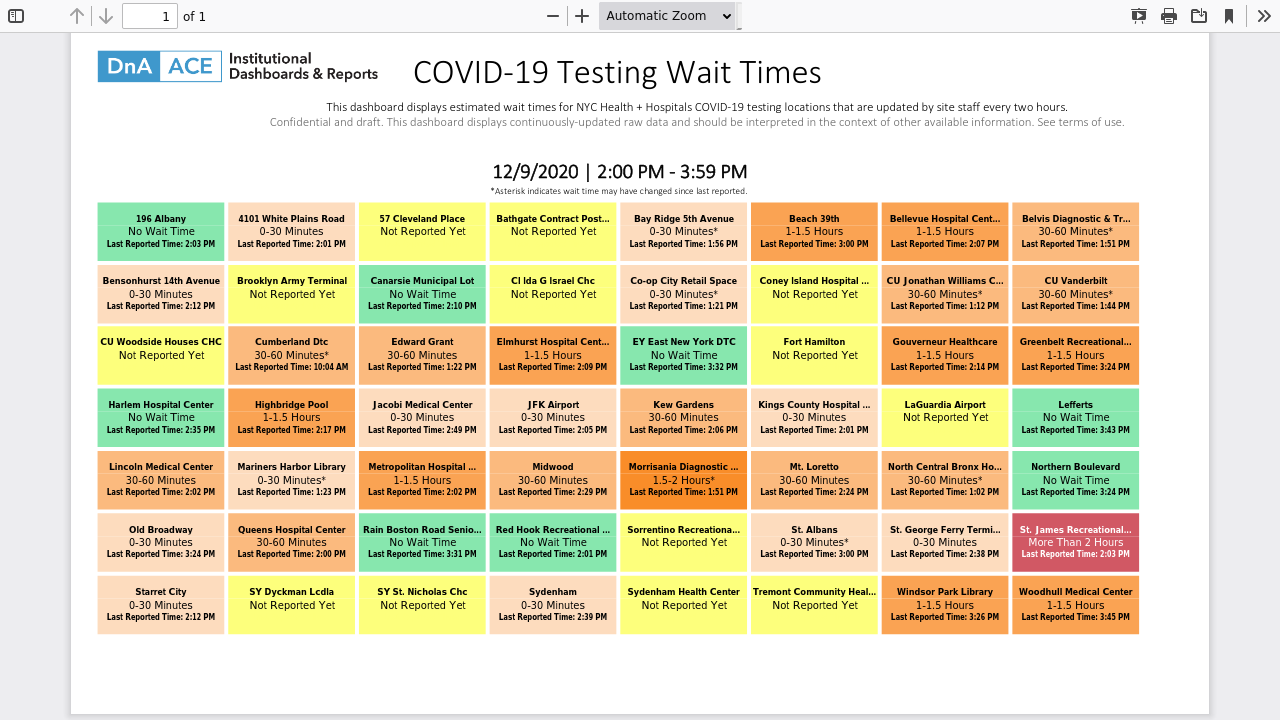 1 of 1 Automatic Zoom
DnA ACE Institutional Dashboards & Reports
COVID-19 Testing Wait Times
This dashboard displays estimated wait times for NYC Health + Hospitals COVID-19 testing locations that are updated by site staff every two hours.
Confidential and draft. This dashboard displays continuously-updated raw data and should be interpreted in the context of other available information. See terms of use.
12/9/2020 | 2:00 PM - 3:59 PM
*Asterisk indicates wait time may have changed since last reported.
196 Albany
No Wait Time
Last Reported Time: 2:03 PM
4101 White Plains Road
0-30 Minutes
Last Reported Time: 2:01 PM
57 Cleveland Place
Not Reported Yet
Bathgate Contract Post...
Not Reported Yet
Bay Ridge 5th Avenue
0-30 Minutes*
Last Reported Time: 1:56 PM
Beach 39th
1-1.5 Hours
Last Reported Time: 3:00 PM
Bellevue Hospital Cent...
1-1.5 Hours
Last Reported Time: 2:07 PM
Belvis Diagnostic & Tr...
30-60 Minutes*
Last Reported Time: 1:51 PM
Bensonhurst 14th Avenue
0-30 Minutes
Last Reported Time: 2:12 PM
Brooklyn Army Terminal
Not Reported Yet
Canarsie Municipal Lot
No Wait Time
Last Reported Time: 2:10 PM
Cl Ida G Israel Chc
Not Reported Yet
Co-op City Retail Space
0-30 Minutes*
Last Reported Time: 1:21 PM
Coney Island Hospital ...
Not Reported Yet
CU Jonathan Williams C...
30-60 Minutes*
Last Reported Time: 1:12 PM
CU Vanderbilt
30-60 Minutes*
Last Reported Time: 1:44 PM
CU Woodside Houses CHC
Not Reported Yet
Cumberland Dtc
30-60 Minutes*
Last Reported Time: 10:04 AM
Edward Grant
30-60 Minutes
Last Reported Time: 1:22 PM
Elmhurst Hospital Cent...
1-1.5 Hours
Last Reported Time: 2:09 PM
EY East New York DTC
No Wait Time
Last Reported Time: 3:32 PM
Fort Hamilton
Not Reported Yet
Gouverneur Healthcare
1-1.5 Hours
Last Reported Time: 2:14 PM
Greenbelt Recreational...
1-1.5 Hours
Last Reported Time: 3:24 PM
Harlem Hospital Center
No Wait Time
Last Reported Time: 2:35 PM
Highbridge Pool
1-1.5 Hours
Last Reported Time: 2:17 PM
Jacobi Medical Center
0-30 Minutes
Last Reported Time: 2:49 PM
JFK Airport
0-30 Minutes
Last Reported Time: 2:05 PM
Kew Gardens
30-60 Minutes
Last Reported Time: 2:06 PM
Kings County Hospital ...
0-30 Minutes
Last Reported Time: 2:01 PM
LaGuardia Airport
Not Reported Yet
Lefferts
No Wait Time
Last Reported Time: 3:43 PM
Lincoln Medical Center
30-60 Minutes
Last Reported Time: 2:02 PM
Mariners Harbor Library
0-30 Minutes*
Last Reported Time: 1:23 PM
Metropolitan Hospital ...
1-1.5 Hours
Last Reported Time: 2:02 PM
Midwood
30-60 Minutes
Last Reported Time: 2:29 PM
Morrisania Diagnostic ...
1.5-2 Hours*
Last Reported Time: 1:51 PM
Mt. Loretto
30-60 Minutes
Last Reported Time: 2:24 PM
North Central Bronx Ho...
30-60 Minutes*
Last Reported Time: 1:02 PM
Northern Boulevard
No Wait Time
Last Reported Time: 3:24 PM
Old Broadway
0-30 Minutes
Last Reported Time: 3:24 PM
Queens Hospital Center
30-60 Minutes
Last Reported Time: 2:00 PM
Rain Boston Road Senio...
No Wait Time
Last Reported Time: 3:31 PM
Red Hook Recreational ...
No Wait Time
Last Reported Time: 2:01 PM
Sorrentino Recreationa...
Not Reported Yet
St. Albans
0-30 Minutes*
Last Reported Time: 3:00 PM
St. George Ferry Termi...
0-30 Minutes
Last Reported Time: 2:38 PM
St. James Recreational...
More Than 2 Hours
Last Reported Time: 2:03 PM
Starret City
0-30 Minutes
Last Reported Time: 2:12 PM
SY Dyckman Lcdla
Not Reported Yet
SY St. Nicholas Chc
Not Reported Yet
Sydenham
0-30 Minutes
Last Reported Time: 2:39 PM
Sydenham Health Center
Not Reported Yet
Tremont Community Heal...
Not Reported Yet
Windsor Park Library
1-1.5 Hours
Last Reported Time: 3:26 PM
Woodhull Medical Center
1-1.5 Hours
Last Reported Time: 3:45 PM